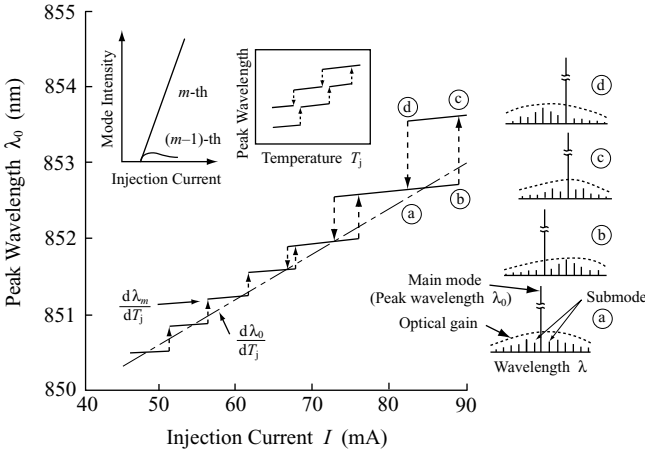 855
854
853
852
851
850
40
50
60
70
80
90
Peak Wavelength λ₀ (nm)
Injection Current I (mA)
Mode Intensity
m-th
(m–1)-th
Injection Current
Peak Wavelength
Temperature Tj
d
c
a
b
dλm
dTj
dλ0
dTj
d
c
b
Main mode
(Peak wavelength λ0)
Submode
Optical gain
a
Wavelength λ